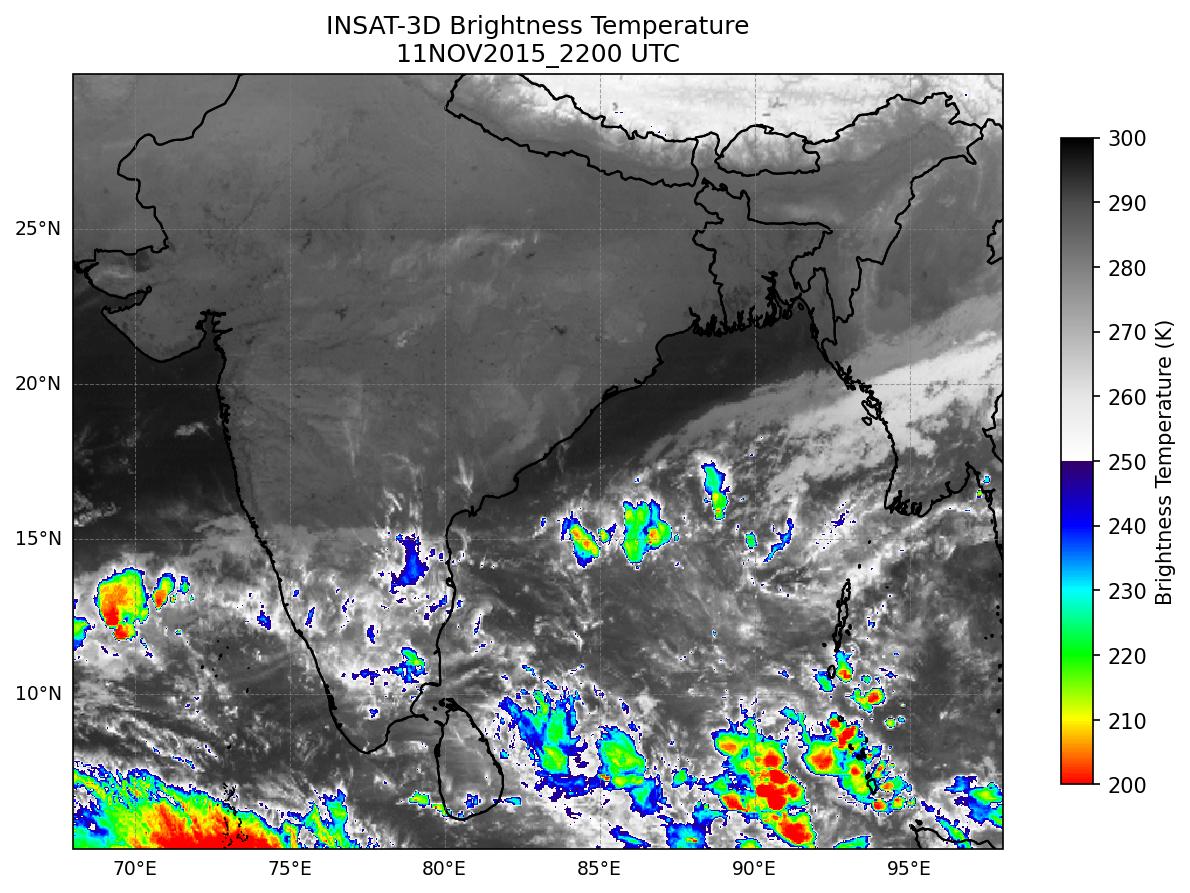 INSAT-3D Brightness Temperature
11NOV2015_2200 UTC
25°N
20°N
15°N
10°N
70°E
75°E
80°E
85°E
90°E
95°E
300
290
280
270
260
250
240
230
220
210
200
Brightness Temperature (K)